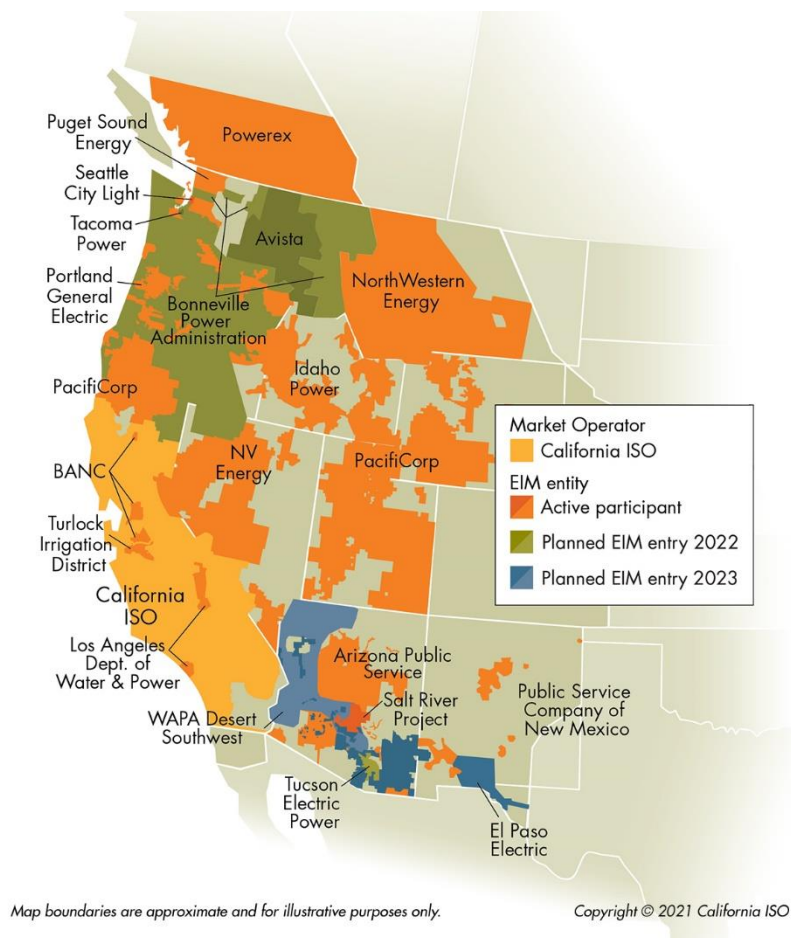 Puget Sound
Energy
Powerex
Seattle
City Light
Tacoma
Power
Avista
Portland
General
Electric
Bonneville
Power
Administration
NorthWestern
Energy
Idaho
Power
PacifiCorp
NV
Energy
PacifiCorp
BANC
Turlock
Irrigation
District
California
ISO
Los Angeles
Dept. of
Water & Power
Arizona Public
Service
Salt River
Project
Public Service
Company of
New Mexico
WAPA Desert
Southwest
Tucson
Electric
Power
El Paso
Electric
Market Operator
California ISO
EIM entity
Active participant
Planned EIM entry 2022
Planned EIM entry 2023
Map boundaries are approximate and for illustrative purposes only.
Copyright © 2021 California ISO